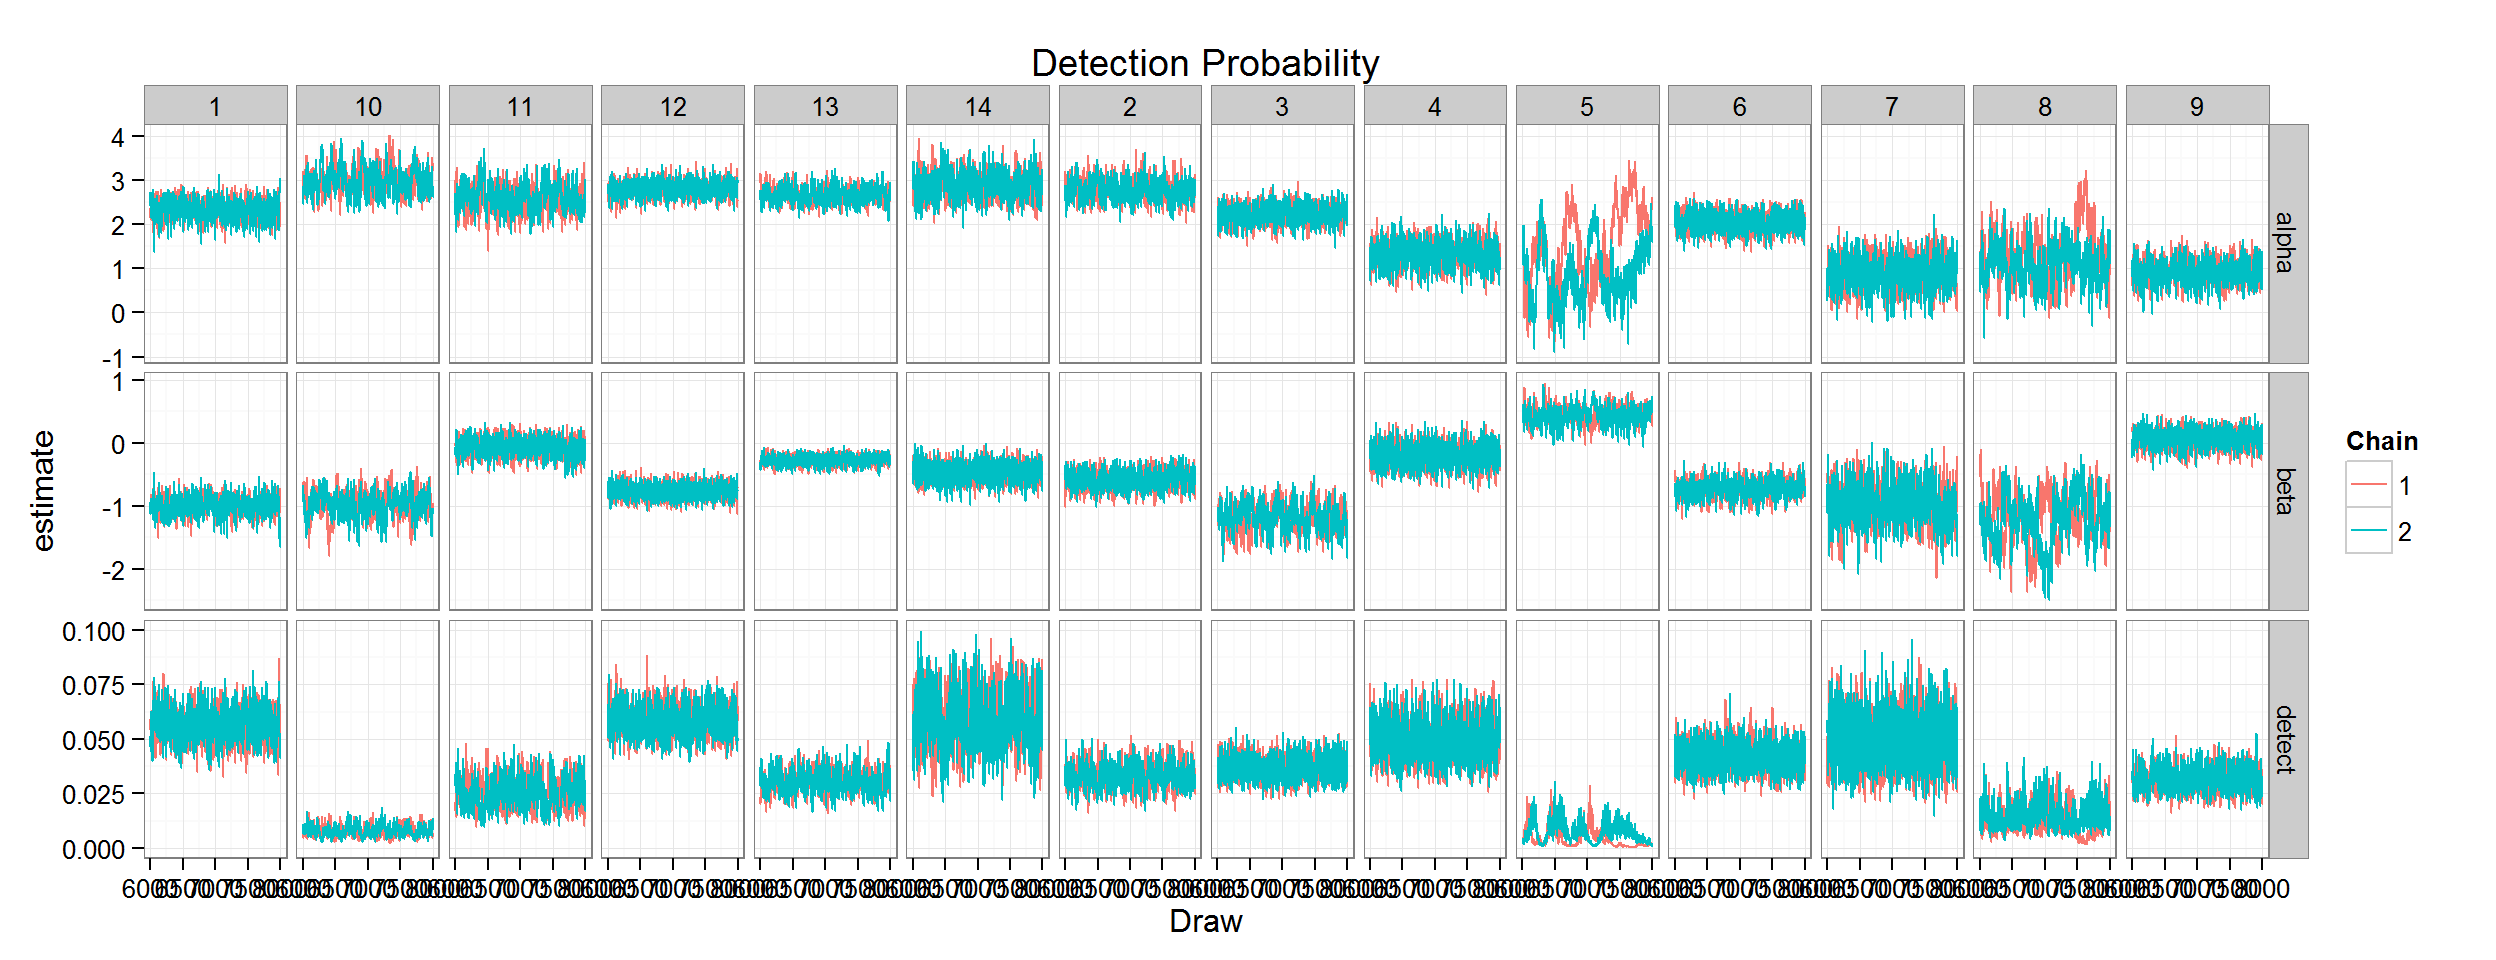 Detection Probability
1 10 11 12 13 14 2 3 4 5 6 7 8 9
4
3
2
1
0
-1
alpha
1
0
-1
-2
beta
0.100
0.075
0.050
0.025
0.000
detect
estimate
Chain
1
2
Draw